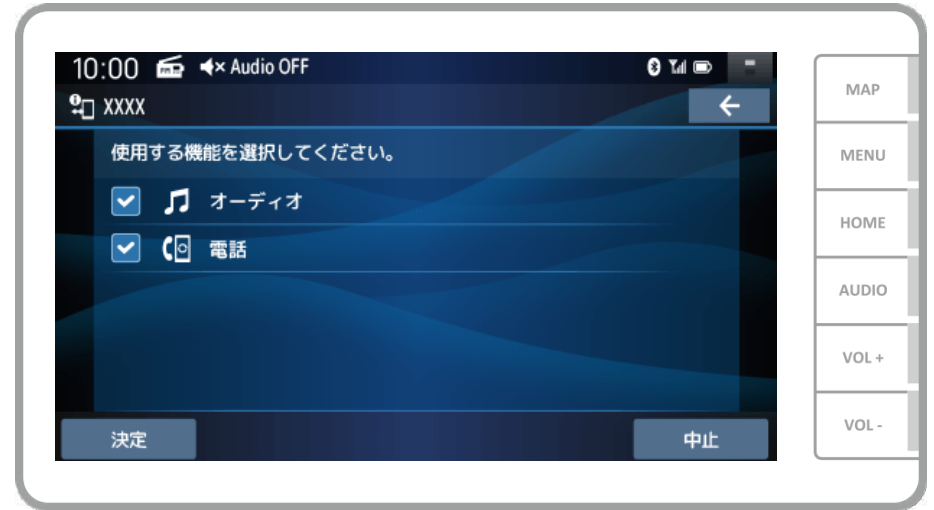 10:00 FM Audio OFF
XXXX
使用する機能を選択してください。
オーディオ
電話
決定 中止
MAP
MENU
HOME
AUDIO
VOL +
VOL -